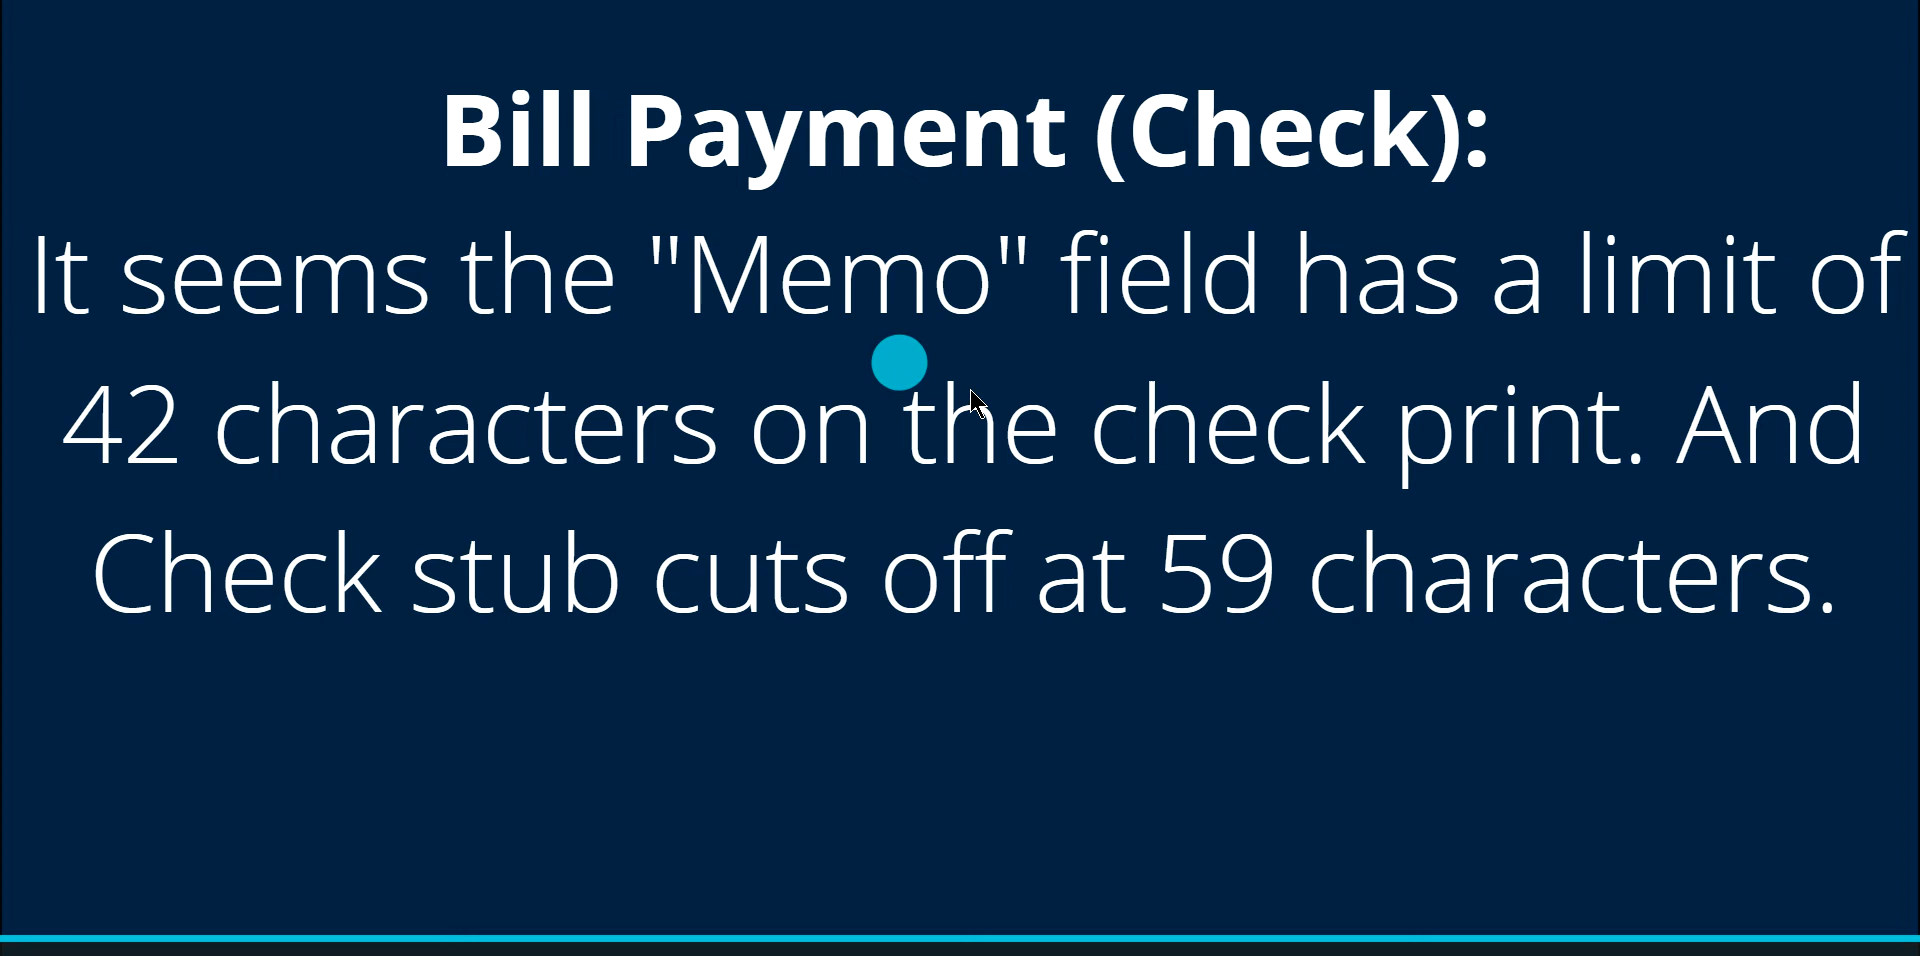 Bill Payment (Check):
It seems the "Memo" field has a limit of
42 characters on the check print. And
Check stub cuts off at 59 characters.